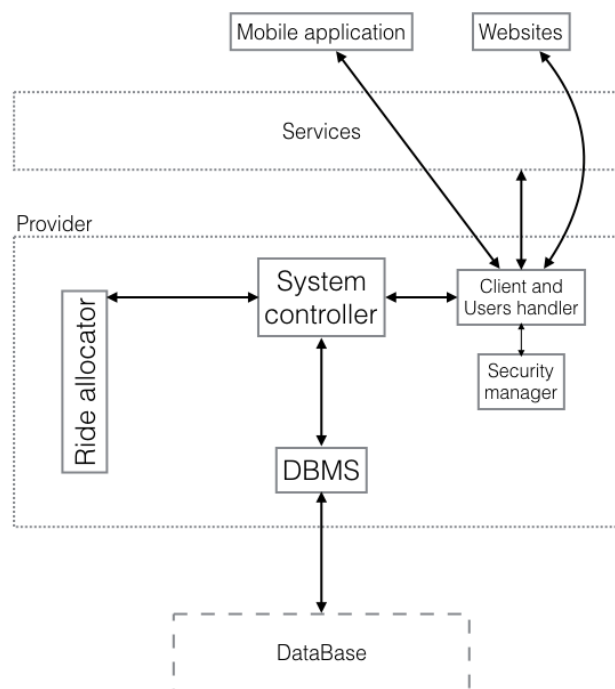 Mobile application
Websites
Services
Provider
System
controller
Client and
Users handler
Ride allocator
Security
manager
DBMS
DataBase